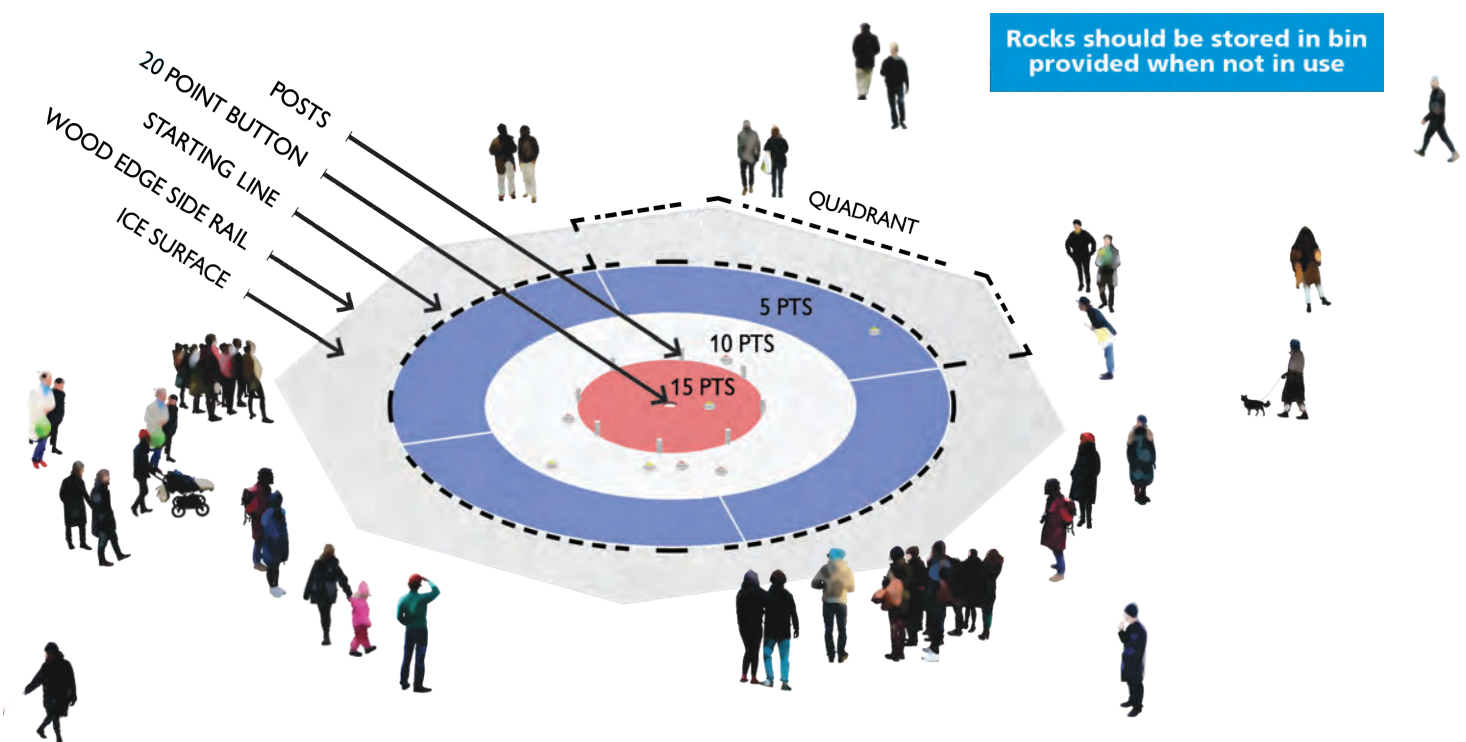 Rocks should be stored in bin
provided when not in use
POSTS
20 POINT BUTTON
STARTING LINE
WOOD EDGE SIDE RAIL
ICE SURFACE
QUADRANT
5 PTS
10 PTS
15 PTS